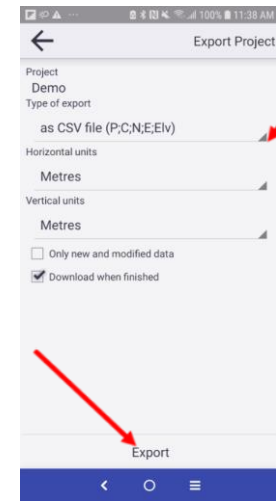 100% 11:38 AM
Export Project
Project
Demo
Type of export
as CSV file (P;C;N;E;Elv)
Horizontal units
Metres
Vertical units
Metres
Only new and modified data
Download when finished
Export